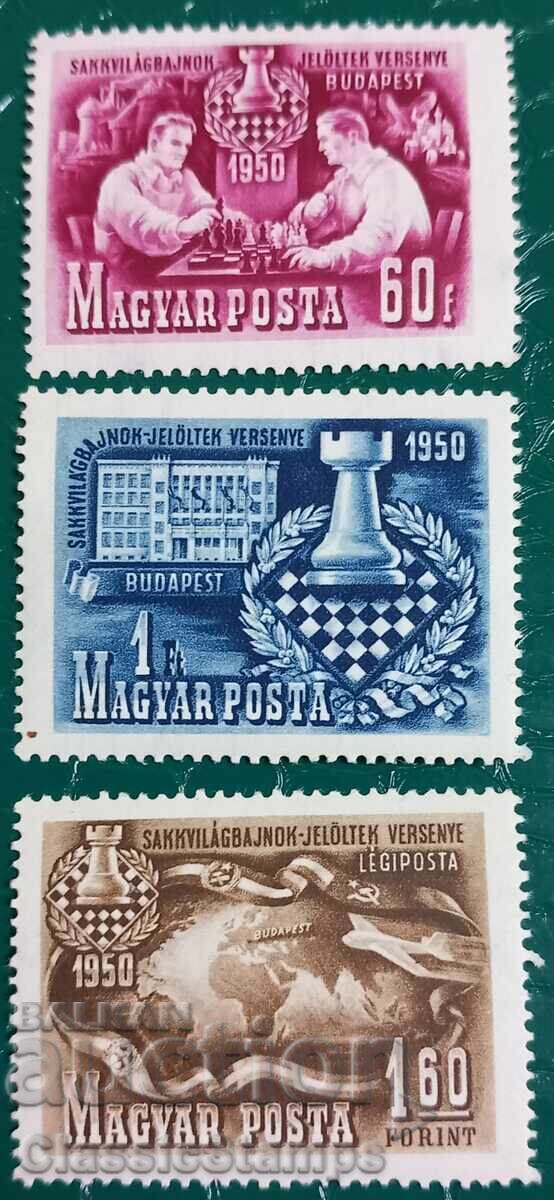 SAKKVILÁGBAJNOK-JELÖLTEK VERSENYE
BUDAPEST
1950
MAGYAR POSTA 60 f
SAKKVILÁGBAJNOK-JELÖLTEK VERSENYE 1950
BUDAPEST
1 Ft
MAGYAR POSTA
SAKKVILÁGBAJNOK-JELÖLTEK VERSENYE
LÉGIPOSTA
BUDAPEST
1950
BALKAN
auction
MAGYAR POSTA 1 60
FORINT
ClassicStamps